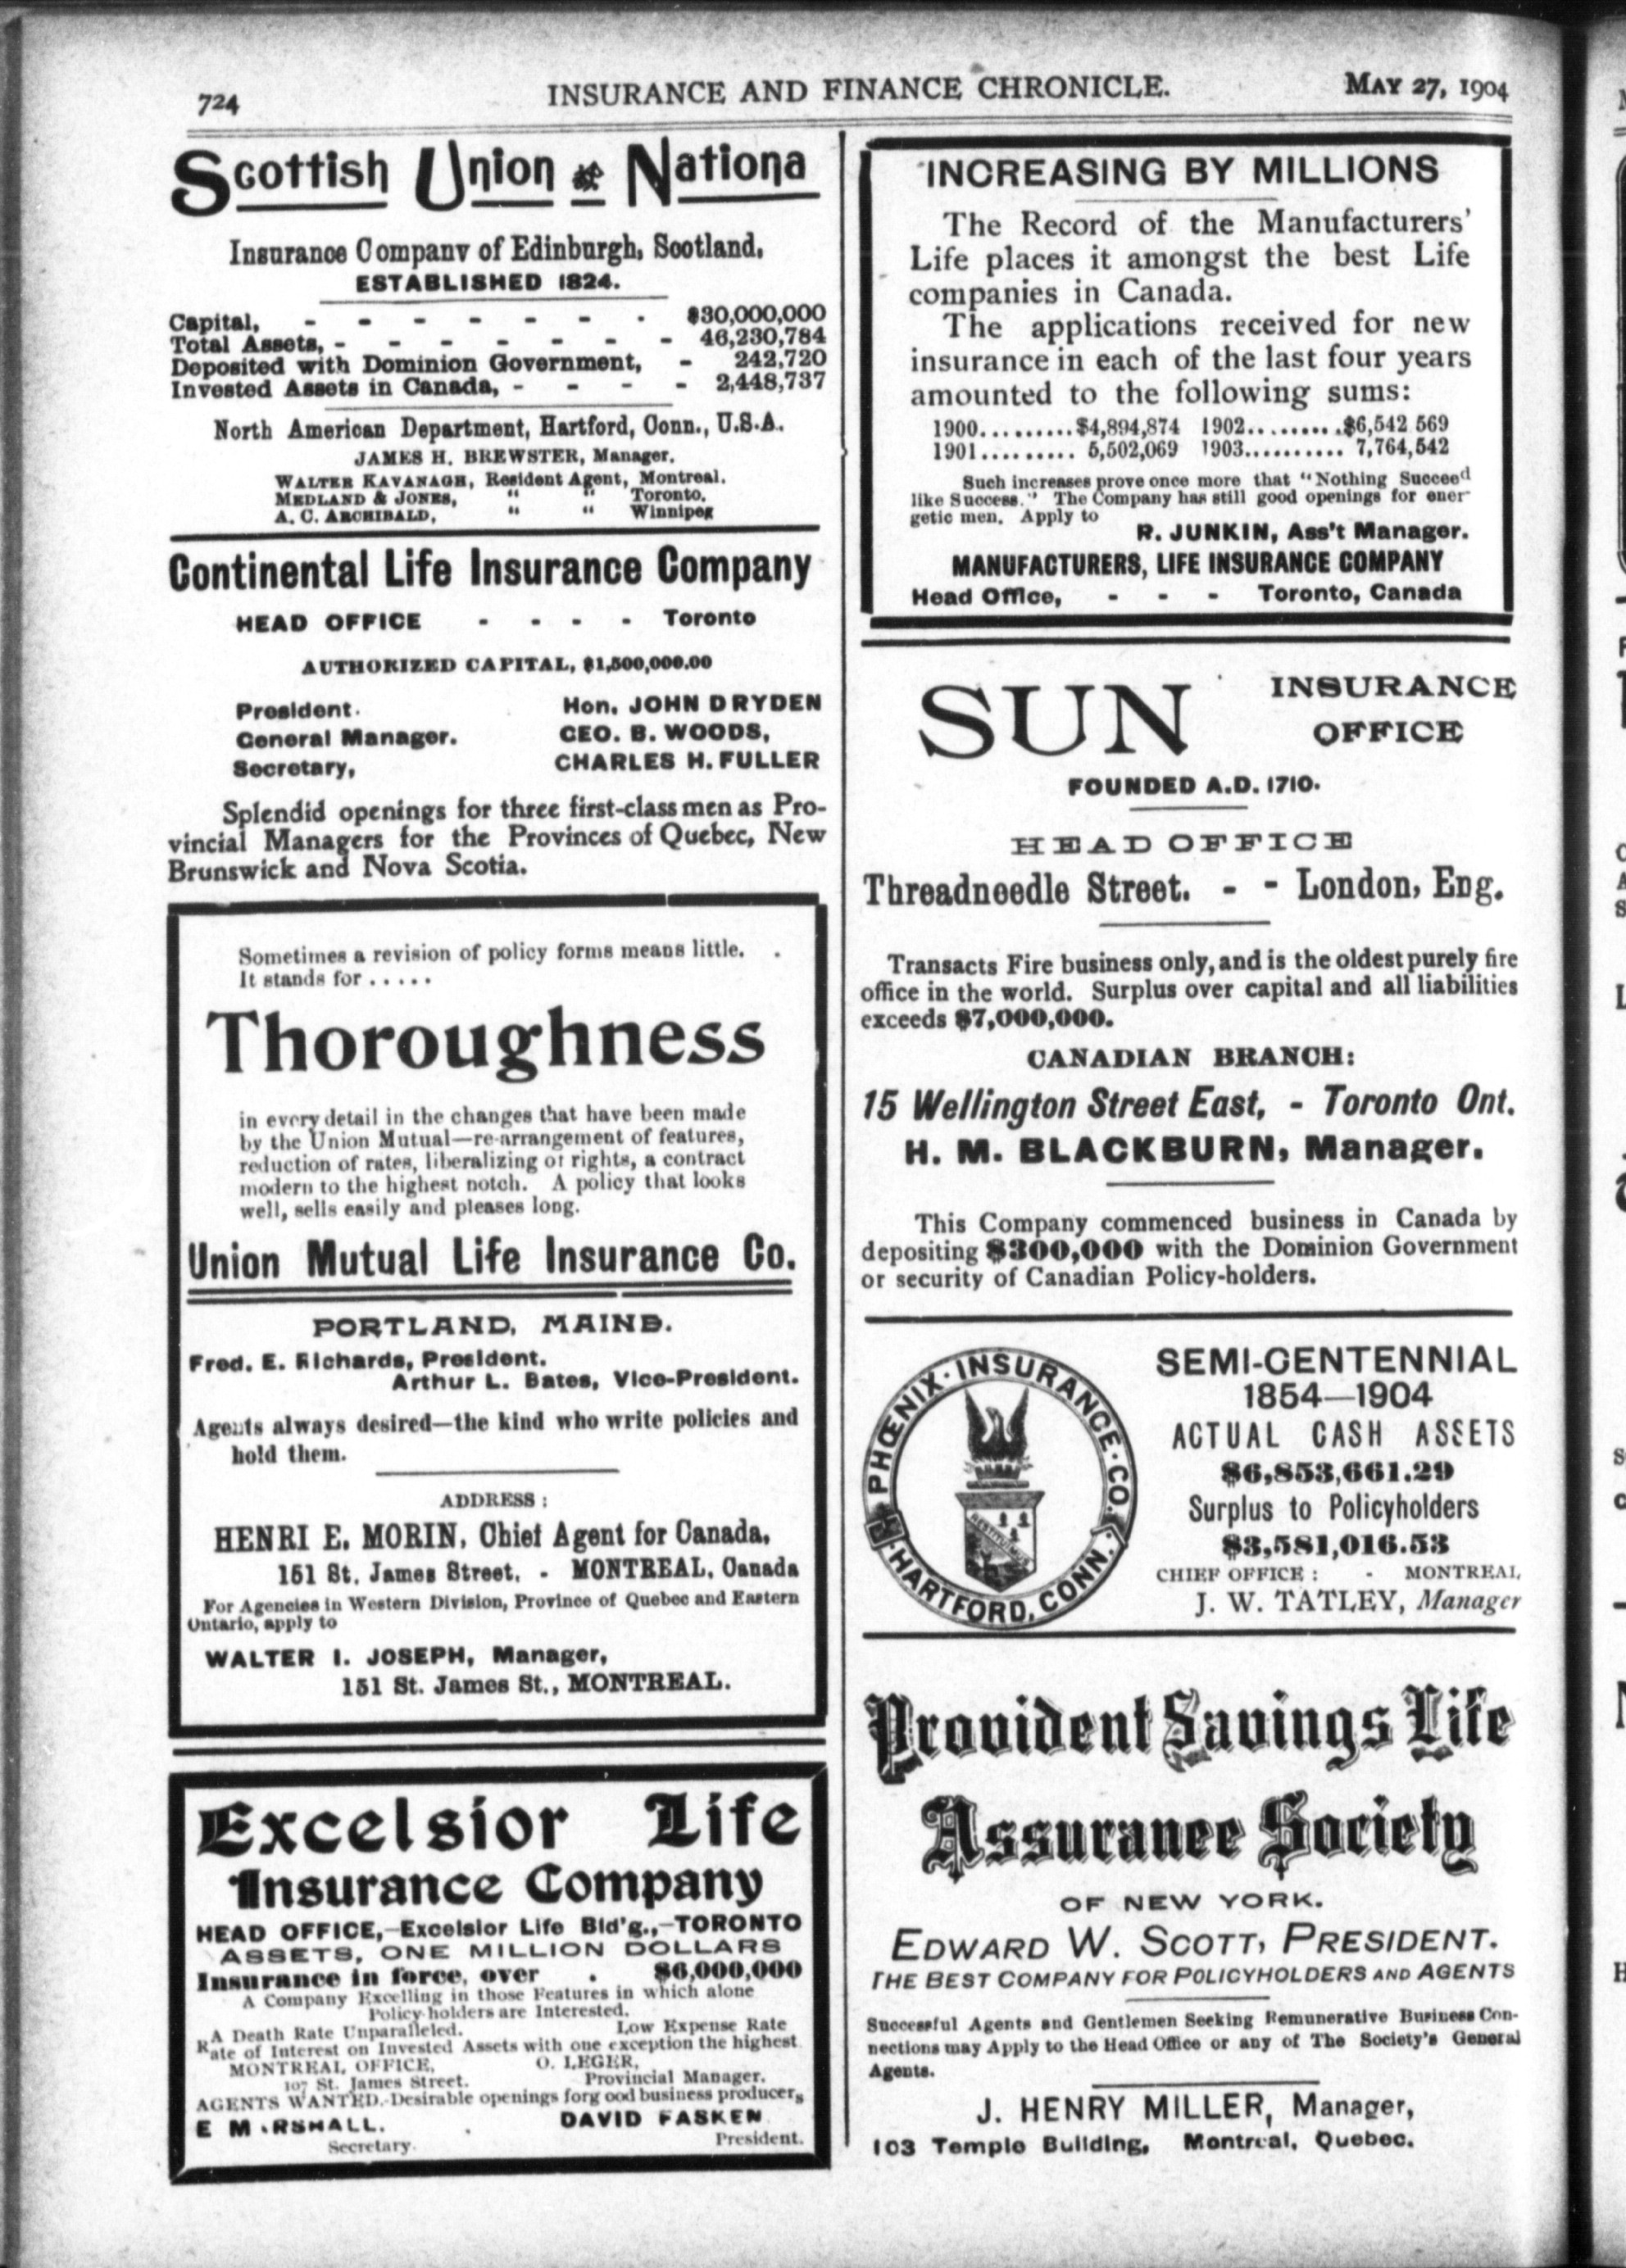 724
INSURANCE AND FINANCE CHRONICLE.
MAY 27, 1904
Scottish Union & Nationa
Insurance Company of Edinburgh, Scotland,
ESTABLISHED 1824.
Capital, - - - - - - - $30,000,000
Total Assets, - - - - - - - 46,230,784
Deposited with Dominion Government, - 242,720
Invested Assets in Canada, - - - - 2,448,737
North American Department, Hartford, Conn., U.S.A.
JAMES H. BREWSTER, Manager.
WALTER KAVANAGH, Resident Agent, Montreal.
MEDLAND & JONES, " " Toronto.
A. C. ARCHIBALD, " " Winnipeg
Continental Life Insurance Company
HEAD OFFICE - - - - Toronto
AUTHORIZED CAPITAL, $1,500,000.00
President. Hon. JOHN DRYDEN
General Manager. GEO. B. WOODS,
Secretary, CHARLES H. FULLER
Splendid openings for three first-class men as Pro-
vincial Managers for the Provinces of Quebec, New
Brunswick and Nova Scotia.
Sometimes a revision of policy forms means little.
It stands for . . . . .
Thoroughness
in every detail in the changes that have been made
by the Union Mutual—re-arrangement of features,
reduction of rates, liberalizing of rights, a contract
modern to the highest notch. A policy that looks
well, sells easily and pleases long.
Union Mutual Life Insurance Co.
PORTLAND, MAINE.
Fred. E. Richards, President.
Arthur L. Bates, Vice-President.
Agents always desired—the kind who write policies and
hold them.
ADDRESS :
HENRI E. MORIN, Chief Agent for Canada,
151 St. James Street, - MONTREAL, Canada
For Agencies in Western Division, Province of Quebec and Eastern
Ontario, apply to
WALTER I. JOSEPH, Manager,
151 St. James St., MONTREAL.
Excelsior Life
Insurance Company
HEAD OFFICE,—Excelsior Life Bld'g.,—TORONTO
ASSETS, ONE MILLION DOLLARS
Insurance in force, over . $6,000,000
A Company Excelling in those Features in which alone
Policy-holders are Interested.
A Death Rate Unparalleled. Low Expense Rate
Rate of Interest on Invested Assets with one exception the highest
MONTREAL OFFICE, O. LEGER,
107 St. James Street. Provincial Manager.
AGENTS WANTED.-Desirable openings forg ood business producers
E M RSHALL. DAVID FASKEN
Secretary. President.
INCREASING BY MILLIONS
The Record of the Manufacturers'
Life places it amongst the best Life
companies in Canada.
The applications received for new
insurance in each of the last four years
amounted to the following sums:
1900.........$4,894,874 1902.........$6,542 569
1901......... 5,502,069 1903.......... 7,764,542
Such increases prove once more that "Nothing Succeed
like Success." The Company has still good openings for ener-
getic men. Apply to
R. JUNKIN, Ass't Manager.
MANUFACTURERS, LIFE INSURANCE COMPANY
Head Office, - - - Toronto, Canada
SUN INSURANCE
OFFICE
FOUNDED A.D. 1710.
HEAD OFFICE
Threadneedle Street. - - London, Eng.
Transacts Fire business only, and is the oldest purely fire
office in the world. Surplus over capital and all liabilities
exceeds $7,000,000.
CANADIAN BRANCH:
15 Wellington Street East, - Toronto Ont.
H. M. BLACKBURN, Manager.
This Company commenced business in Canada by
depositing $300,000 with the Dominion Government
or security of Canadian Policy-holders.
PHŒNIX·INSURANCE·CO.
HARTFORD, CONN.
SEMI-CENTENNIAL
1854—1904
ACTUAL CASH ASSETS
$6,853,661.29
Surplus to Policyholders
$3,581,016.53
CHIEF OFFICE : - MONTREAL
J. W. TATLEY, Manager
Provident Savings Life
Assurance Society
OF NEW YORK.
EDWARD W. SCOTT, PRESIDENT.
THE BEST COMPANY FOR POLICYHOLDERS AND AGENTS
Successful Agents and Gentlemen Seeking Remunerative Business Con-
nections may Apply to the Head Office or any of The Society's General
Agents.
J. HENRY MILLER, Manager,
103 Temple Building, Montreal, Quebec.